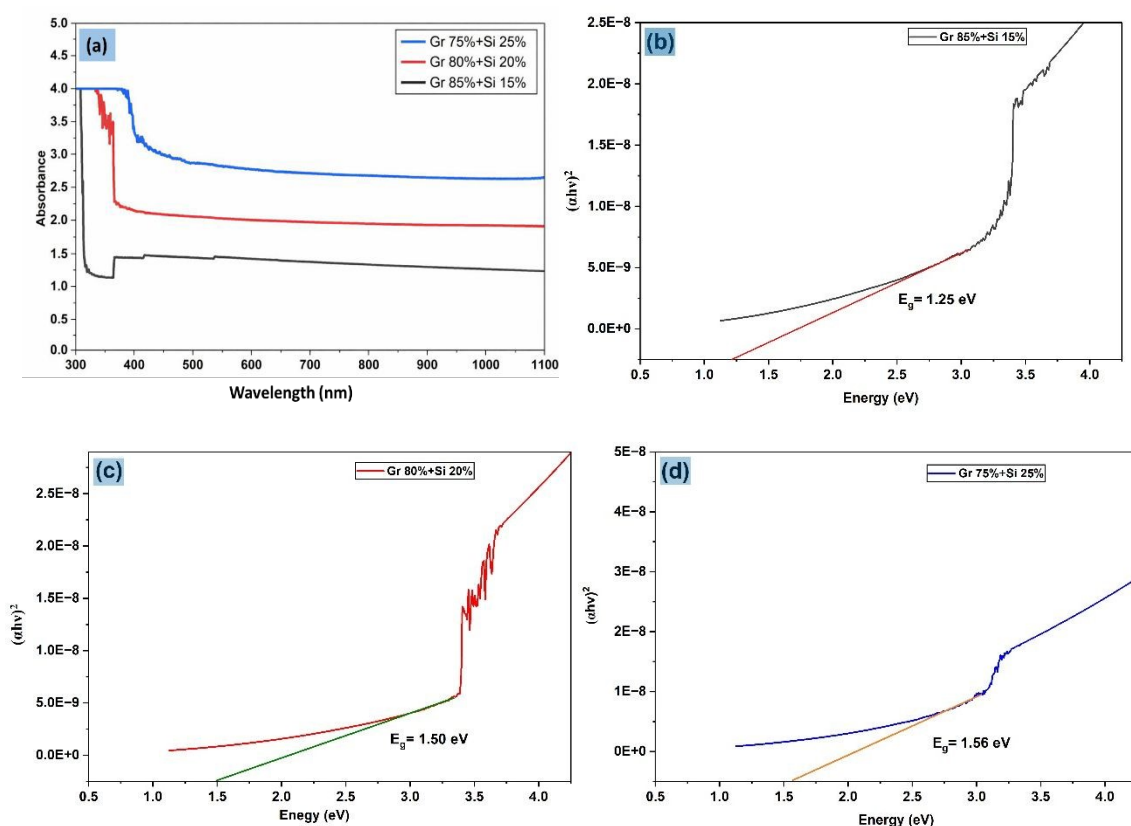 (a)
Gr 75%+Si 25%
Gr 80%+Si 20%
Gr 85%+Si 15%
5.0
4.5
4.0
3.5
3.0
2.5
2.0
1.5
1.0
0.5
0.0
Absorbance
300 400 500 600 700 800 900 1000 1100
Wavelength (nm)
(b)
Gr 85%+Si 15%
2.5E-8
2.0E-8
1.5E-8
1.0E-8
5.0E-9
0.0E+0
(αhv)²
Eg= 1.25 eV
0.5 1.0 1.5 2.0 2.5 3.0 3.5 4.0
Energy (eV)
(c)
Gr 80%+Si 20%
2.5E-8
2.0E-8
1.5E-8
1.0E-8
5.0E-9
0.0E+0
(αhv)²
Eg= 1.50 eV
0.5 1.0 1.5 2.0 2.5 3.0 3.5 4.0
Enegy (eV)
(d)
Gr 75%+Si 25%
5E-8
4E-8
3E-8
2E-8
1E-8
0E+0
(αhv)²
Eg= 1.56 eV
0.5 1.0 1.5 2.0 2.5 3.0 3.5 4.0
Energy (eV)